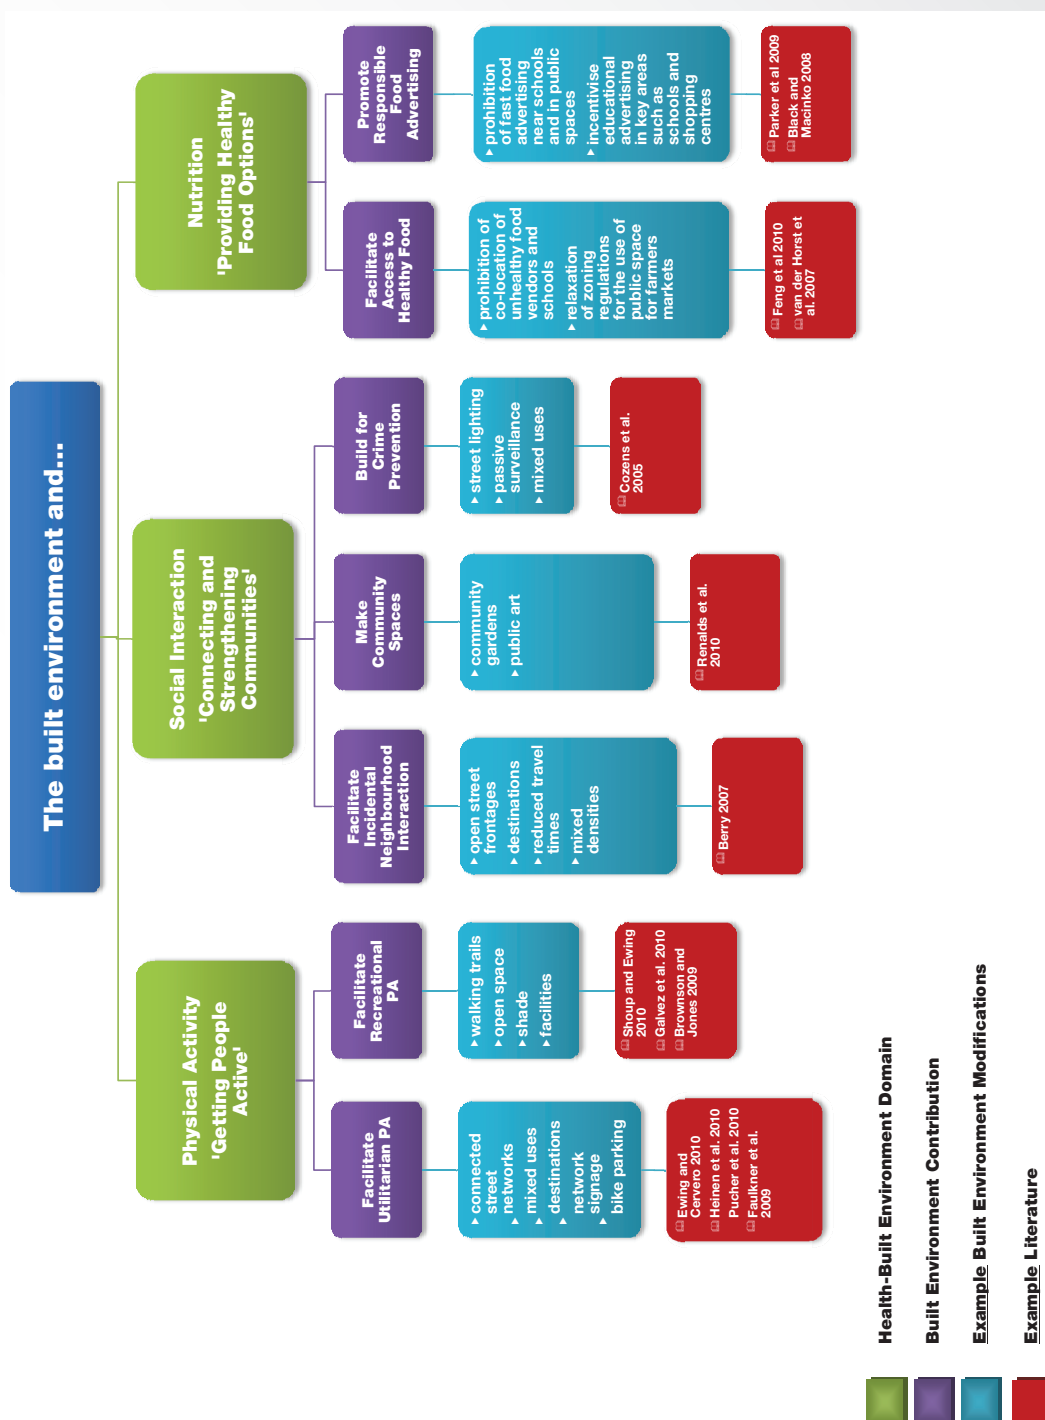 The built environment and...
Physical Activity
'Getting People
Active'
Facilitate
Utilitarian PA
connected
street
networks
mixed uses
destinations
network
signage
bike parking
Ewing and
Cervero 2010
Heinen et al. 2010
Pucher et al. 2010
Faulkner et al.
2009
Facilitate
Recreational
PA
walking trails
open space
shade
facilities
Shoup and Ewing
2010
Galvez et al. 2010
Brownson and
Jones 2009
Social Interaction
'Connecting and
Strengthening
Communities'
Facilitate
Incidental
Neighbourhood
Interaction
open street
frontages
destinations
reduced travel
times
mixed
densities
Berry 2007
Make
Community
Spaces
community
gardens
public art
Renalds et al.
2010
Build for
Crime
Prevention
street lighting
passive
surveillance
mixed uses
Cozens et al.
2005
Nutrition
'Providing Healthy
Food Options'
Facilitate
Access to
Healthy Food
prohibition of
co-location of
unhealthy food
vendors and
schools
relaxation
of zoning
regulations
for the use of
public space
for farmers
markets
Feng et al 2010
van der Horst et
al. 2007
Promote
Responsible
Food
Advertising
prohibition
of fast food
advertising
near schools
and in public
spaces
incentivise
educational
advertising
in key areas
such as
schools and
shopping
centres
Parker et al 2009
Black and
Macinko 2008
Health-Built Environment Domain
Built Environment Contribution
Example Built Environment Modifications
Example Literature